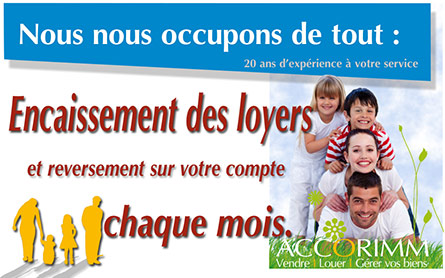 Nous nous occupons de tout :
20 ans d'expérience à votre service
Encaissement des loyers
et reversement sur votre compte
chaque mois.
ACCORIMM
Vendre | Louer | Gérer vos biens